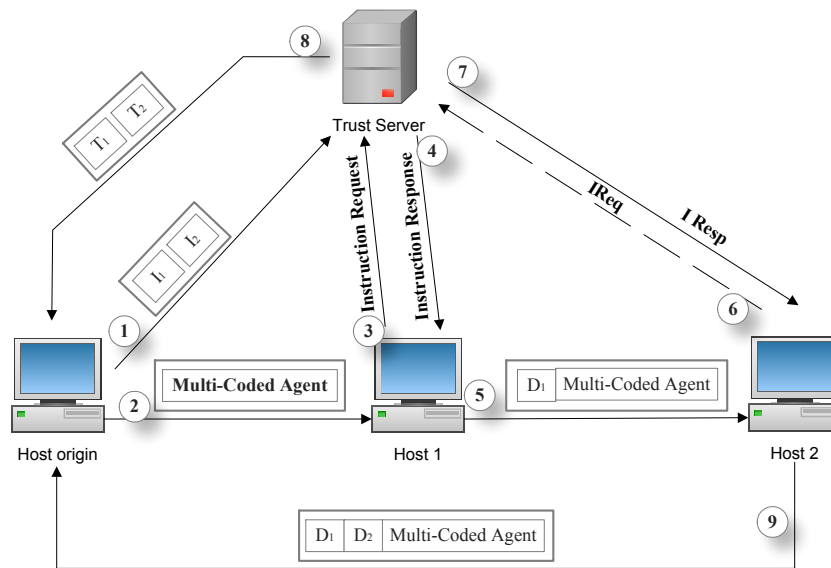 8
7
T₁ T₂
Trust Server
4
Instruction Request
Instruction Response
IReq
I Resp
I₁ I₂
1
3
6
Multi-Coded Agent
D₁ Multi-Coded Agent
2
5
Host origin
Host 1
Host 2
D₁ D₂ Multi-Coded Agent
9